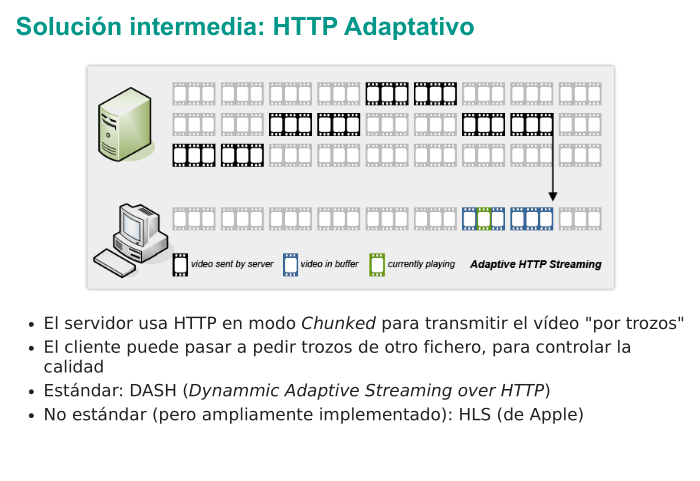 Solución intermedia: HTTP Adaptativo
video sent by server
video in buffer
currently playing
Adaptive HTTP Streaming
• El servidor usa HTTP en modo Chunked para transmitir el vídeo "por trozos"
• El cliente puede pasar a pedir trozos de otro fichero, para controlar la
calidad
• Estándar: DASH (Dynammic Adaptive Streaming over HTTP)
• No estándar (pero ampliamente implementado): HLS (de Apple)